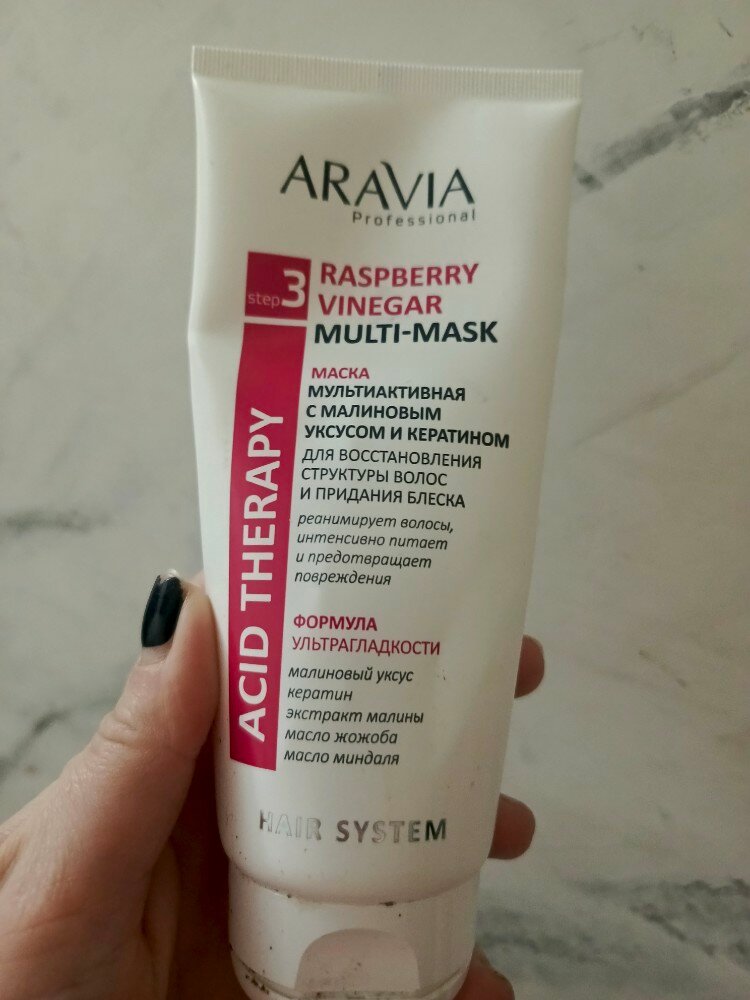 ARAVIA
Professional
step 3
RASPBERRY
VINEGAR
MULTI-MASK
МАСКА
МУЛЬТИАКТИВНАЯ
С МАЛИНОВЫМ
УКСУСОМ И КЕРАТИНОМ
ДЛЯ ВОССТАНОВЛЕНИЯ
СТРУКТУРЫ ВОЛОС
И ПРИДАНИЯ БЛЕСКА
реанимирует волосы,
интенсивно питает
и предотвращает
повреждения
ACID THERAPY
ФОРМУЛА
УЛЬТРАГЛАДКОСТИ
малиновый уксус
кератин
экстракт малины
масло жожоба
масло миндаля
HAIR SYSTEM